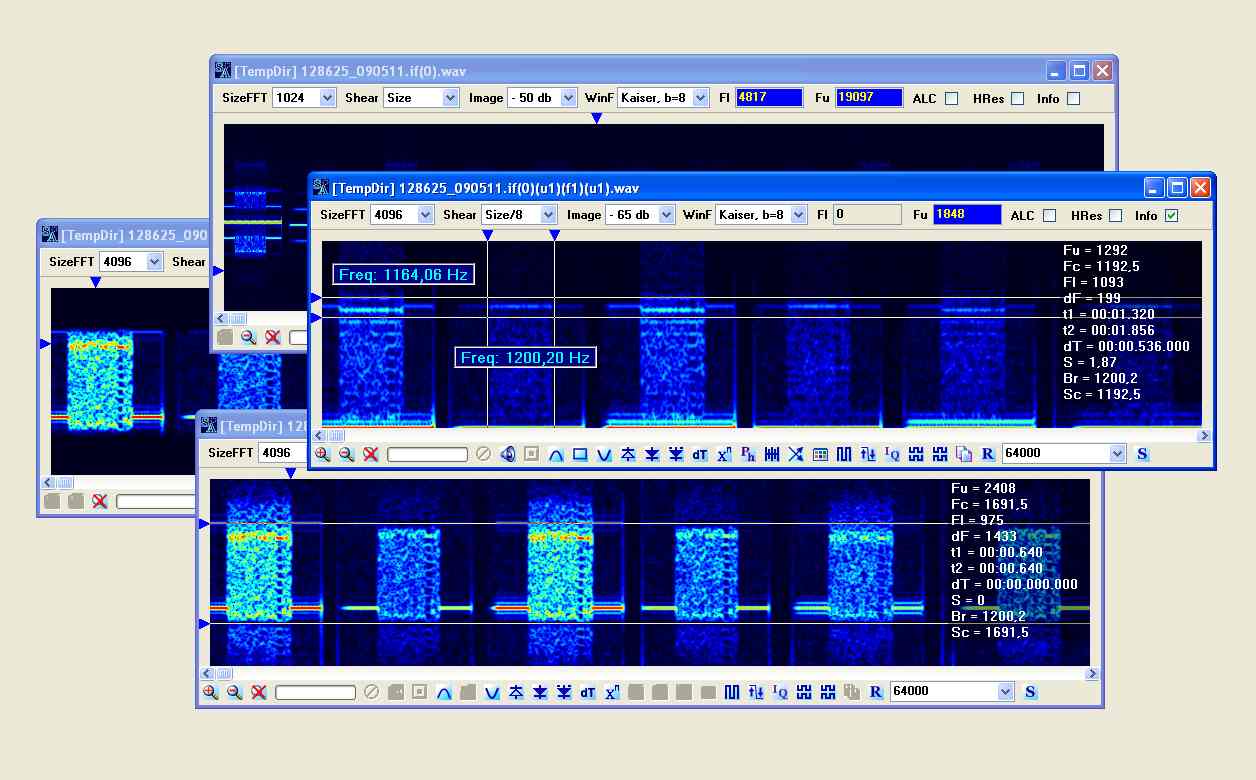 [TempDir] 128625_090511.if(0).wav
SizeFFT 1024 Shear Size Image - 50 db WinF Kaiser, b=8 Fl 4817 Fu 19097 ALC HRes Info
[TempDir] 128625_090511.if(0)(u1)(f1)(u1).wav
SizeFFT 4096 Shear Size/8 Image - 65 db WinF Kaiser, b=8 Fl 0 Fu 1848 ALC HRes Info
Freq: 1164,06 Hz
Freq: 1200,20 Hz
Fu = 1292
Fc = 1192,5
Fl = 1093
dF = 199
t1 = 00:01.320
t2 = 00:01.856
dT = 00:00.536.000
S = 1,87
Br = 1200,2
Sc = 1192,5
dT Xn Ph IQ R 64000 S
[TempDir] 128625_090
SizeFFT 4096 Shear
[TempDir] 128
SizeFFT 4096
Fu = 2408
Fc = 1691,5
Fl = 975
dF = 1433
t1 = 00:00.640
t2 = 00:00.640
dT = 00:00.000.000
S = 0
Br = 1200,2
Sc = 1691,5
dT Xn IQ R 64000 S